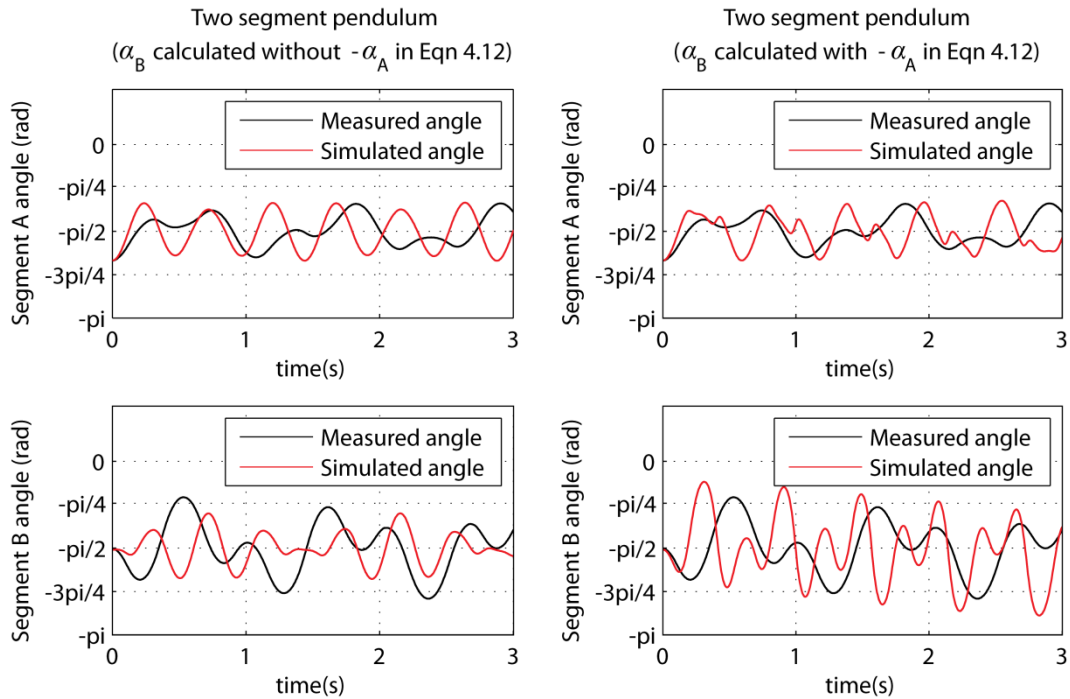 Two segment pendulum
(αB calculated without -αA in Eqn 4.12)
Segment A angle (rad)
0
-pi/4
-pi/2
-3pi/4
-pi
Measured angle
Simulated angle
0 1 2 3
time(s)
Two segment pendulum
(αB calculated with -αA in Eqn 4.12)
Segment A angle (rad)
0
-pi/4
-pi/2
-3pi/4
-pi
Measured angle
Simulated angle
0 1 2 3
time(s)
Segment B angle (rad)
0
-pi/4
-pi/2
-3pi/4
-pi
Measured angle
Simulated angle
0 1 2 3
time(s)
Segment B angle (rad)
0
-pi/4
-pi/2
-3pi/4
-pi
Measured angle
Simulated angle
0 1 2 3
time(s)